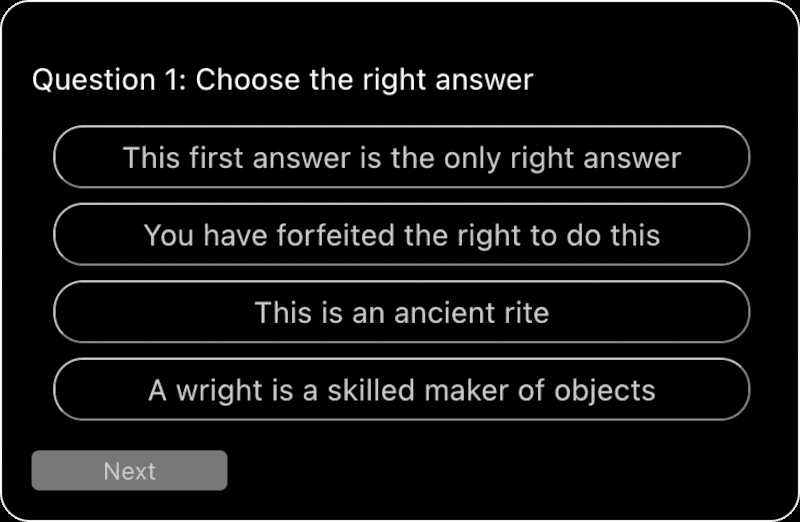 Question 1: Choose the right answer
This first answer is the only right answer
You have forfeited the right to do this
This is an ancient rite
A wright is a skilled maker of objects
Next